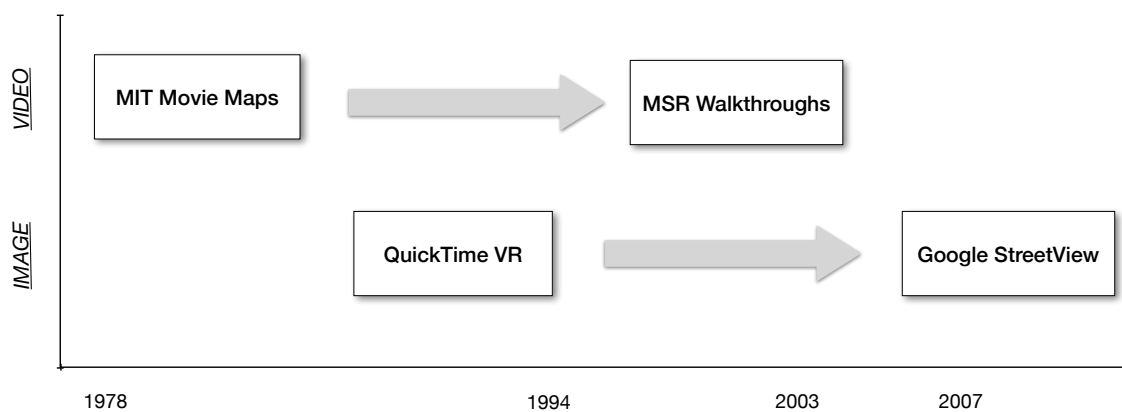 VIDEO
MIT Movie Maps
MSR Walkthroughs
IMAGE
QuickTime VR
Google StreetView
1978
1994
2003
2007